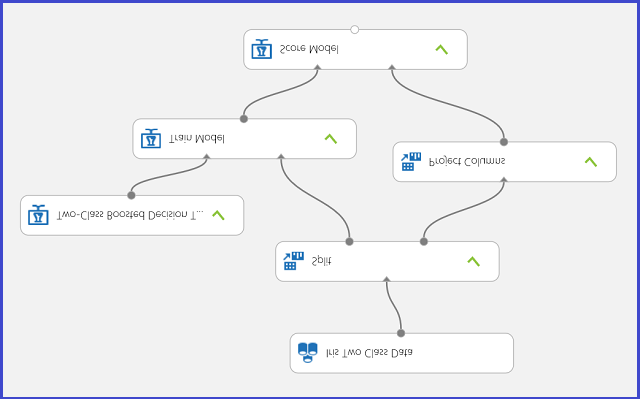 Score Model
Train Model
Project Columns
Two-Class Boosted Decision T...
Split
Iris Two Class Data